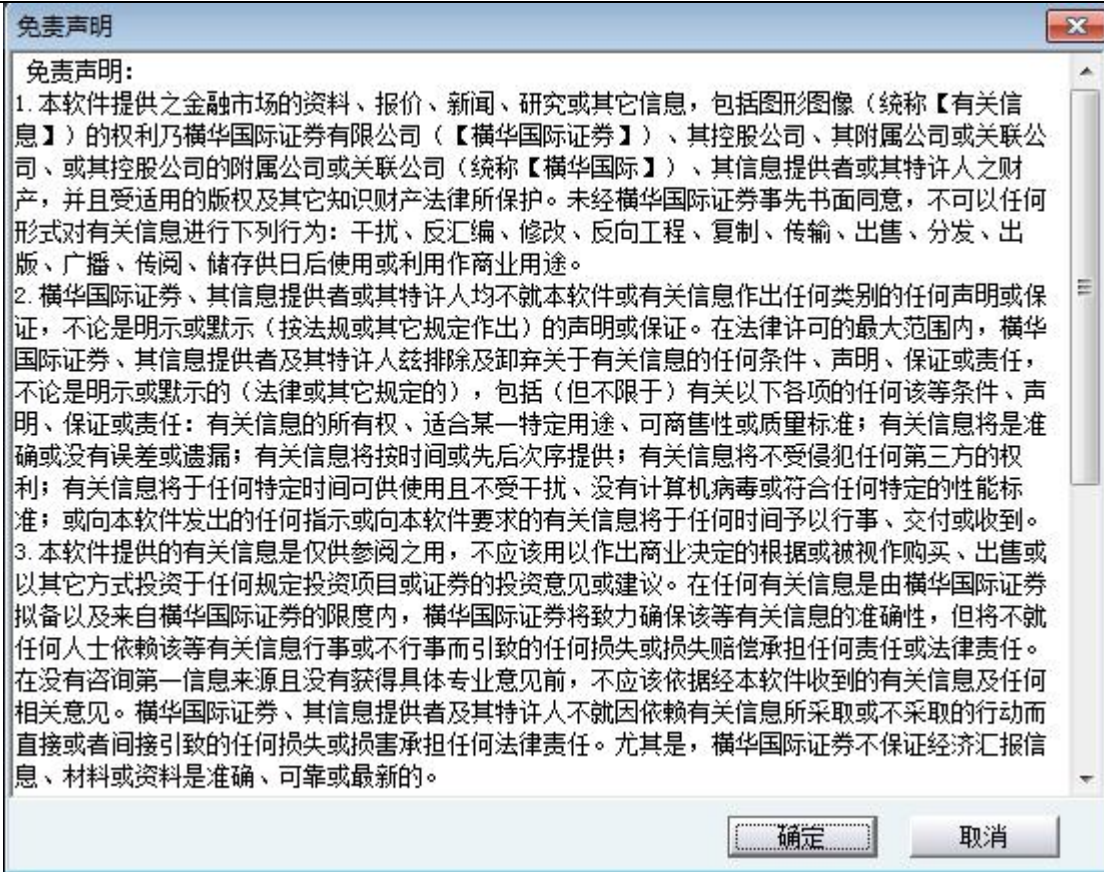 免责声明
免责声明：
1.本软件提供之金融市场的资料、报价、新闻、研究或其它信息，包括图形图像（统称【有关信
息】）的权利乃横华国际证券有限公司（【横华国际证券】）、其控股公司、其附属公司或关联公
司、或其控股公司的附属公司或关联公司（统称【横华国际】）、其信息提供者或其特许人之财
产，并且受适用的版权及其它知识财产法律所保护。未经横华国际证券事先书面同意，不可以任何
形式对有关信息进行下列行为：干扰、反汇编、修改、反向工程、复制、传输、出售、分发、出
版、广播、传阅、储存供日后使用或利用作商业用途。
2.横华国际证券、其信息提供者或其特许人均不就本软件或有关信息作出任何类别的任何声明或保
证，不论是明示或默示（按法规或其它规定作出）的声明或保证。在法律许可的最大范围内，横华
国际证券、其信息提供者及其特许人兹排除及卸弃关于有关信息的任何条件、声明、保证或责任，
不论是明示或默示的（法律或其它规定的），包括（但不限于）有关以下各项的任何该等条件、声
明、保证或责任：有关信息的所有权、适合某一特定用途、可商售性或质量标准；有关信息将是准
确或没有误差或遗漏；有关信息将按时间或先后次序提供；有关信息将不受侵犯任何第三方的权
利；有关信息将于任何特定时间可供使用且不受干扰、没有计算机病毒或符合任何特定的性能标
准；或向本软件发出的任何指示或向本软件要求的有关信息将于任何时间予以行事、交付或收到。
3.本软件提供的有关信息是仅供参阅之用，不应该用以作出商业决定的根据或被视作购买、出售或
以其它方式投资于任何规定投资项目或证券的投资意见或建议。在任何有关信息是由横华国际证券
拟备以及来自横华国际证券的限度内，横华国际证券将致力确保该等有关信息的准确性，但将不就
任何人士依赖该等有关信息行事或不行事而引致的任何损失或损失赔偿承担任何责任或法律责任。
在没有咨询第一信息来源且没有获得具体专业意见前，不应该依据经本软件收到的有关信息及任何
相关意见。横华国际证券、其信息提供者及其特许人不就因依赖有关信息所采取或不采取的行动而
直接或者间接引致的任何损失或损害承担任何法律责任。尤其是，横华国际证券不保证经济汇报信
息、材料或资料是准确、可靠或最新的。
确定
取消